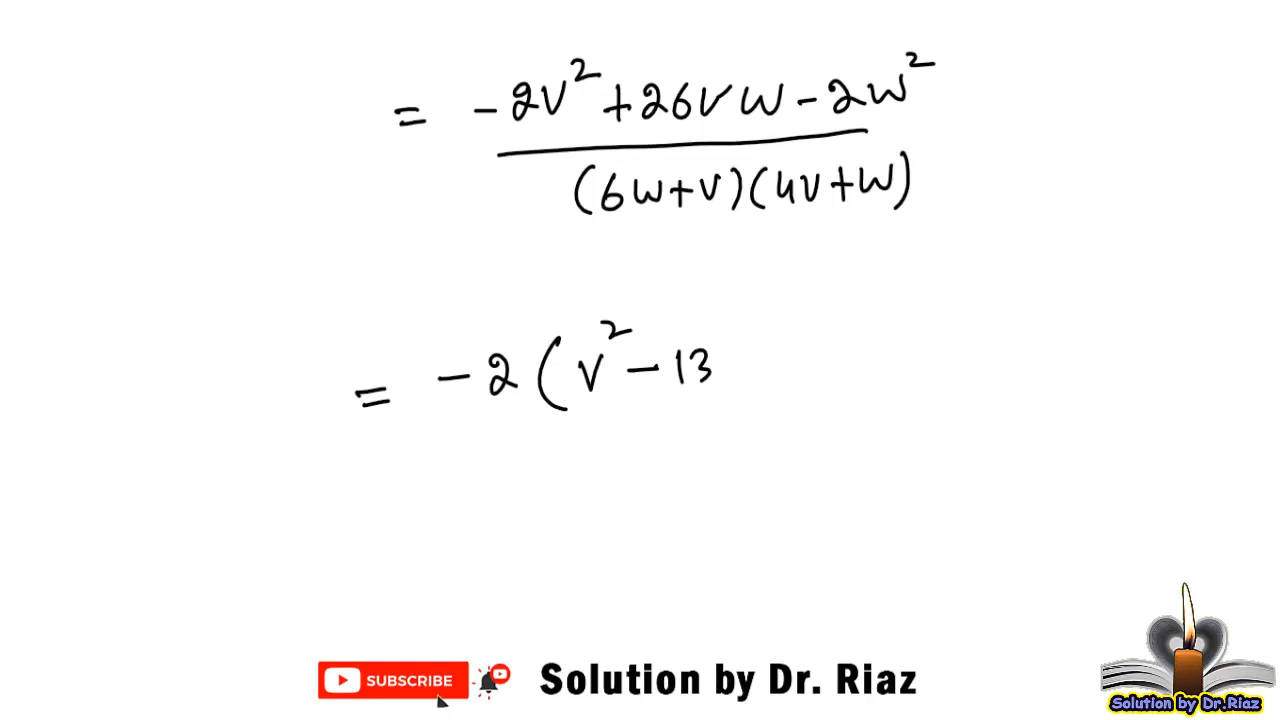 = -2v² + 26vw - 2w²
(6w+v)(4v+w)
= -2 ( v² - 13
SUBSCRIBE
Solution by Dr. Riaz
Solution by Dr.Riaz